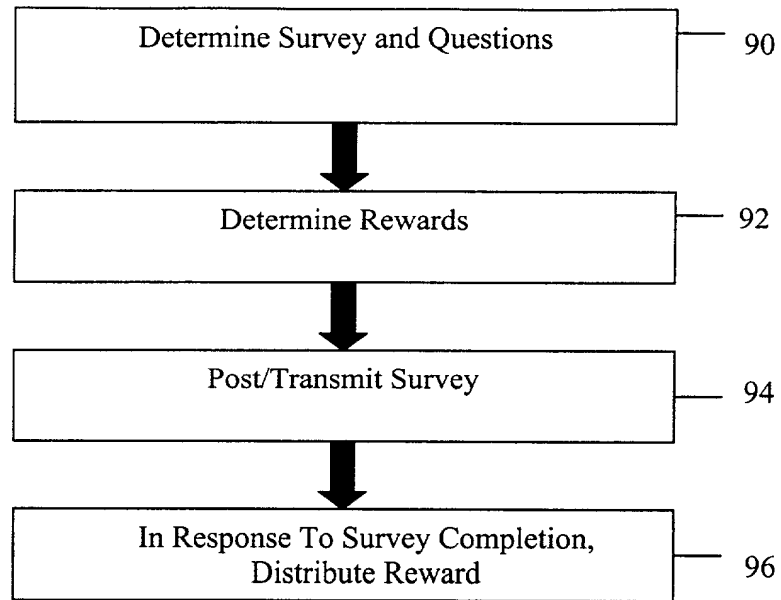 Determine Survey and Questions
90
Determine Rewards
92
Post/Transmit Survey
94
In Response To Survey Completion,
Distribute Reward
96